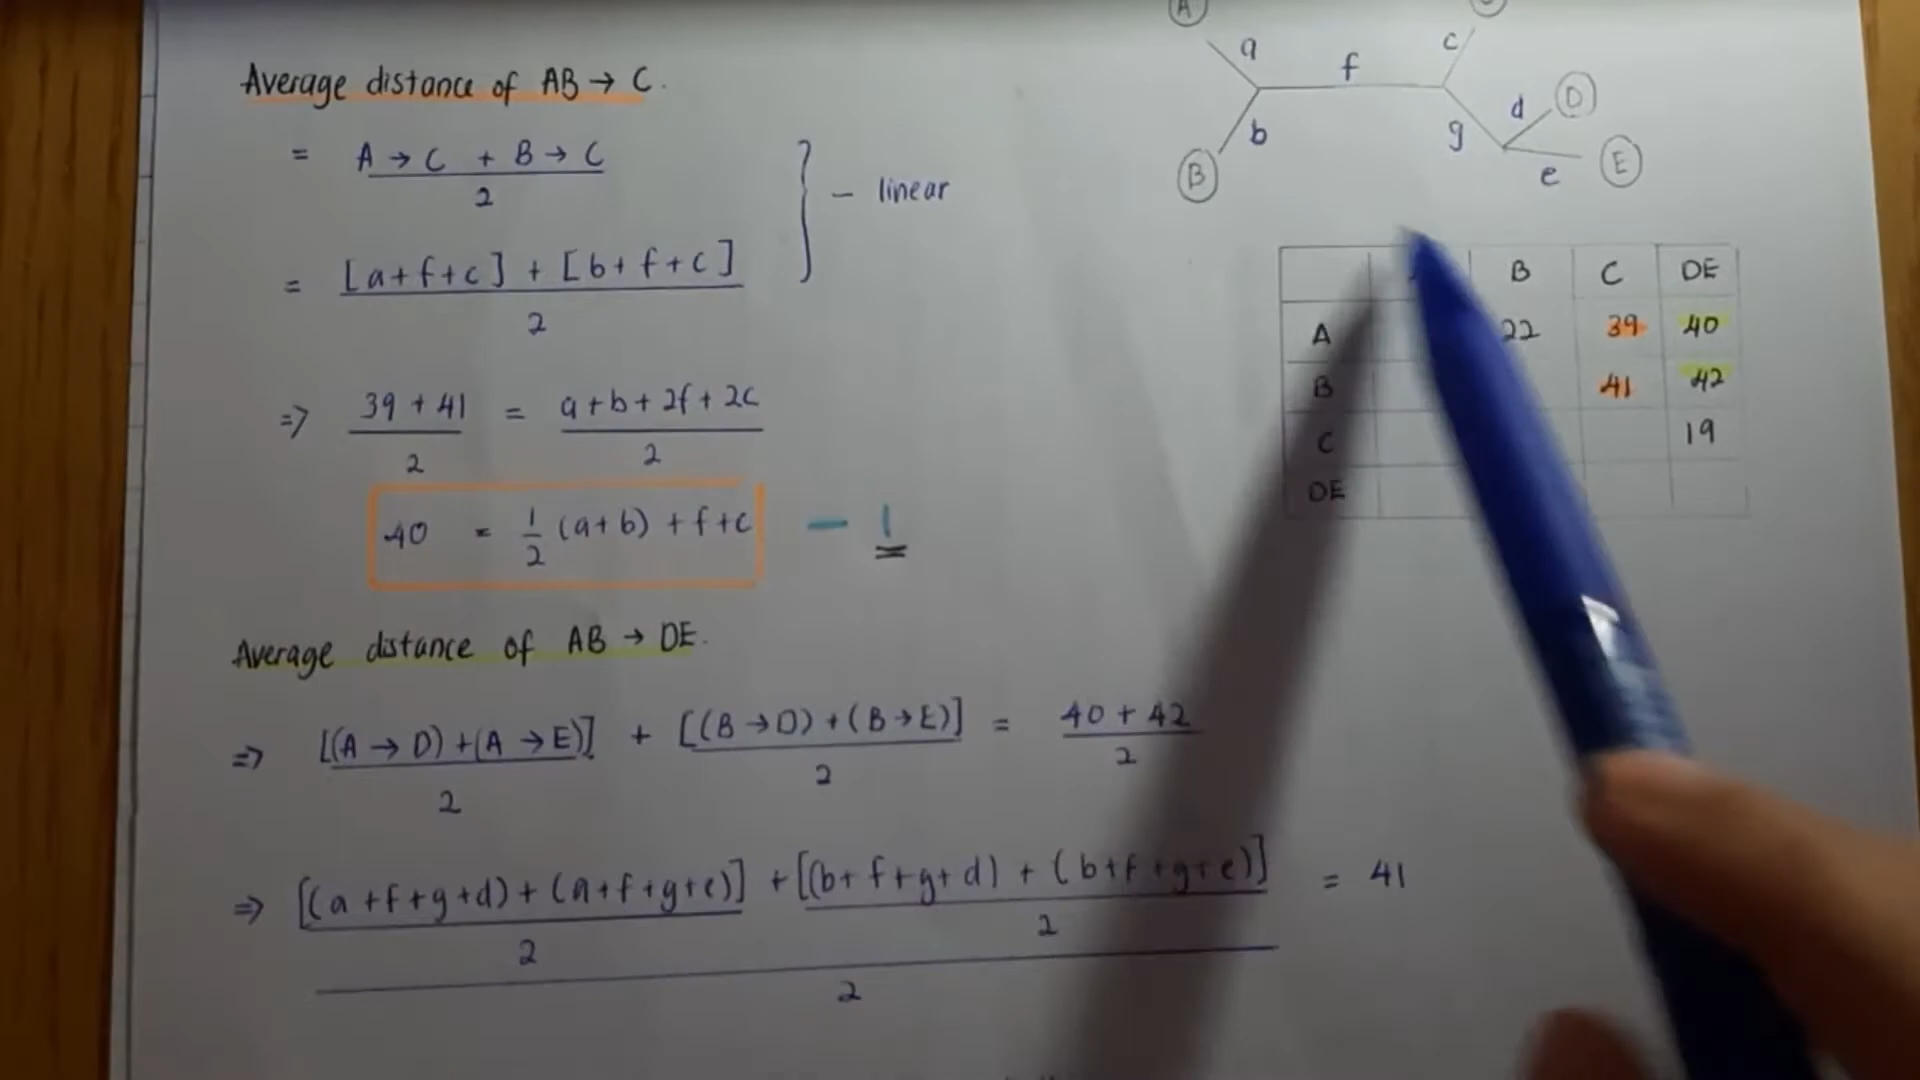 Average distance of AB → C.
= A → C + B → C
2
= [a+f+c] + [b+f+c]
2
} - linear
⇒ 39 + 41 = a+b+2f+2c
2 2
40 = 1/2 (a+b) + f+c - 1
Average distance of AB → DE.
⇒ [(A → D) + (A → E)] + [(B → D) + (B → E)] = 40 + 42
2 2 2
⇒ [(a+f+g+d) + (a+f+g+e)] + [(b+f+g+d) + (b+f+g+e)] = 41
2 2
2
A
a f c
b g d D
B e E
B C DE
A 22 39 40
B 41 42
C 19
DE